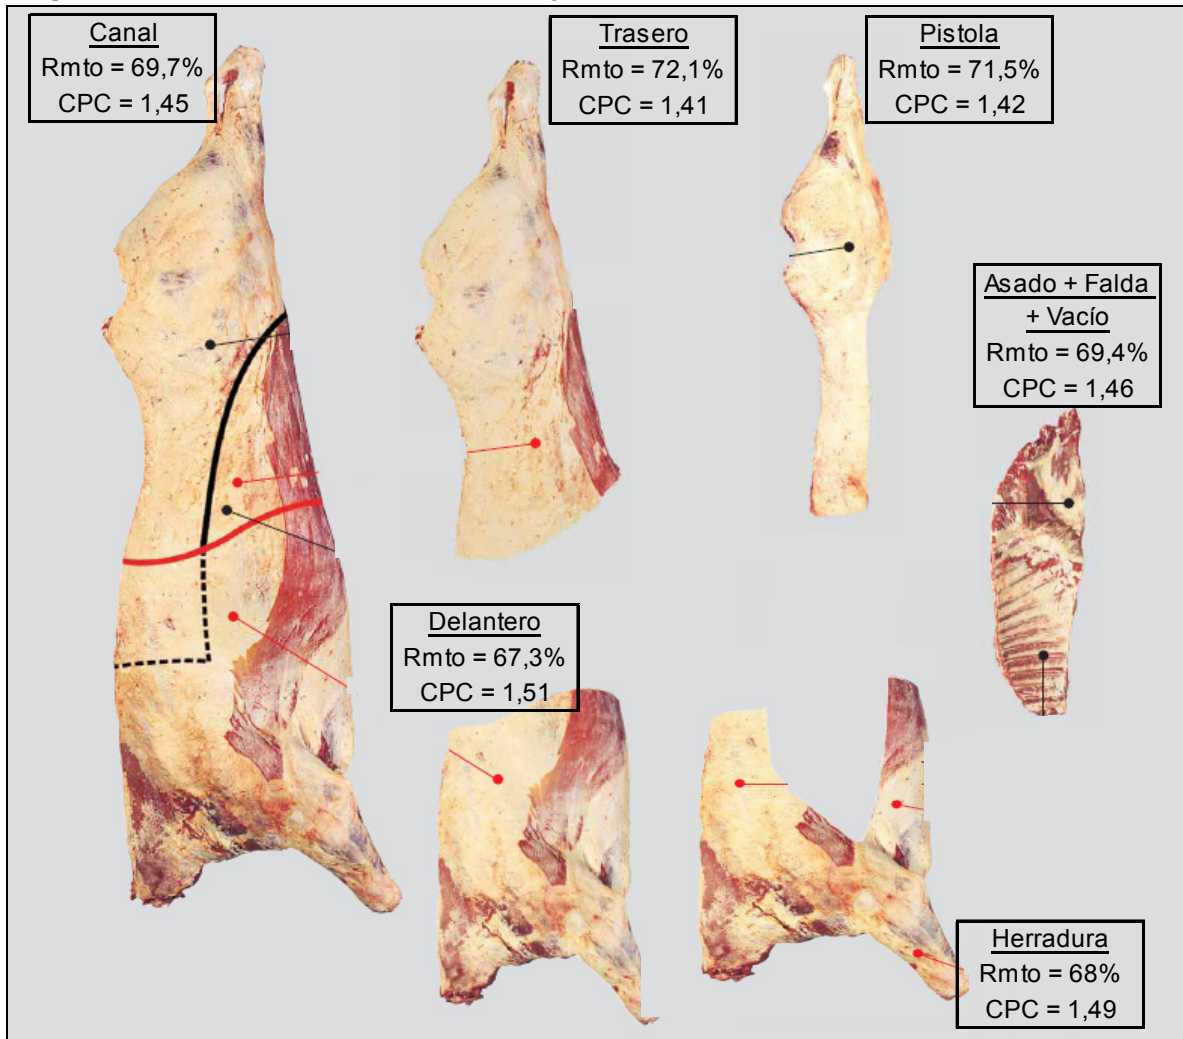 Canal
Rmto = 69,7%
CPC = 1,45
Trasero
Rmto = 72,1%
CPC = 1,41
Pistola
Rmto = 71,5%
CPC = 1,42
Asado + Falda
+ Vacío
Rmto = 69,4%
CPC = 1,46
Delantero
Rmto = 67,3%
CPC = 1,51
Herradura
Rmto = 68%
CPC = 1,49